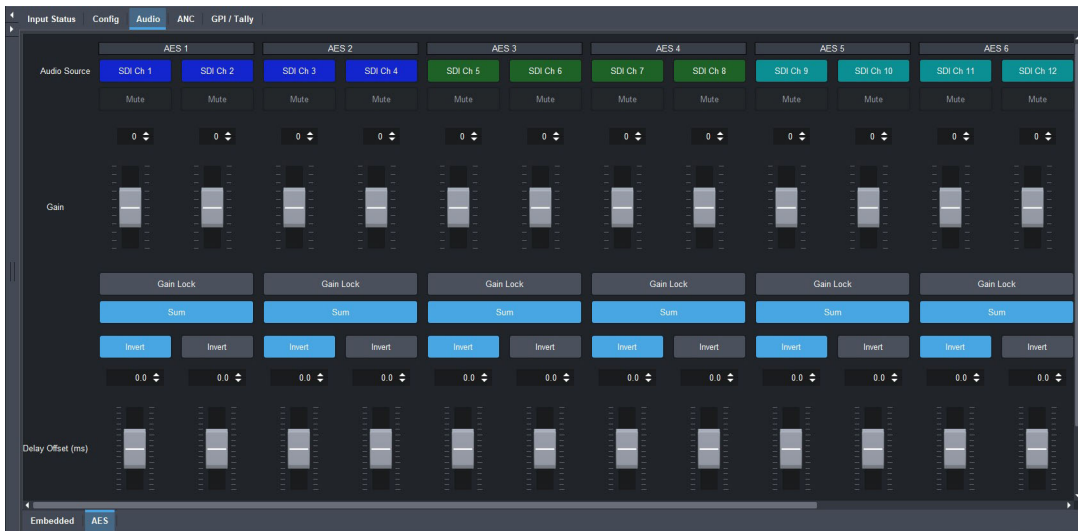 Input Status Config Audio ANC GPI / Tally
AES 1 AES 2 AES 3 AES 4 AES 5 AES 6
Audio Source SDI Ch 1 SDI Ch 2 SDI Ch 3 SDI Ch 4 SDI Ch 5 SDI Ch 6 SDI Ch 7 SDI Ch 8 SDI Ch 9 SDI Ch 10 SDI Ch 11 SDI Ch 12
Mute Mute Mute Mute Mute Mute Mute Mute Mute Mute Mute Mute
0 0 0 0 0 0 0 0 0 0 0 0
Gain
Gain Lock Gain Lock Gain Lock Gain Lock Gain Lock Gain Lock
Sum Sum Sum Sum Sum Sum
Invert Invert Invert Invert Invert Invert Invert Invert Invert Invert Invert Invert
0.0 0.0 0.0 0.0 0.0 0.0 0.0 0.0 0.0 0.0 0.0 0.0
Delay Offset (ms)
Embedded AES